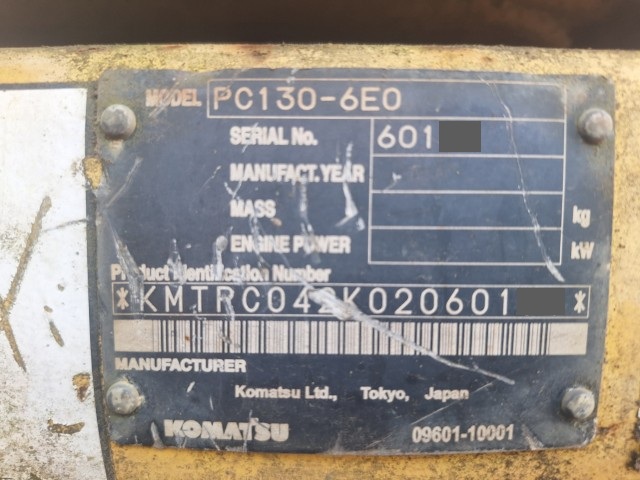 MODEL PC130-6E0
SERIAL No. 601
MANUFACT. YEAR
MASS kg
ENGINE POWER kW
Product Identification Number
*KMTPC042K020601 *
MANUFACTURER
Komatsu Ltd., Tokyo, Japan
KOMATSU 09601-10001